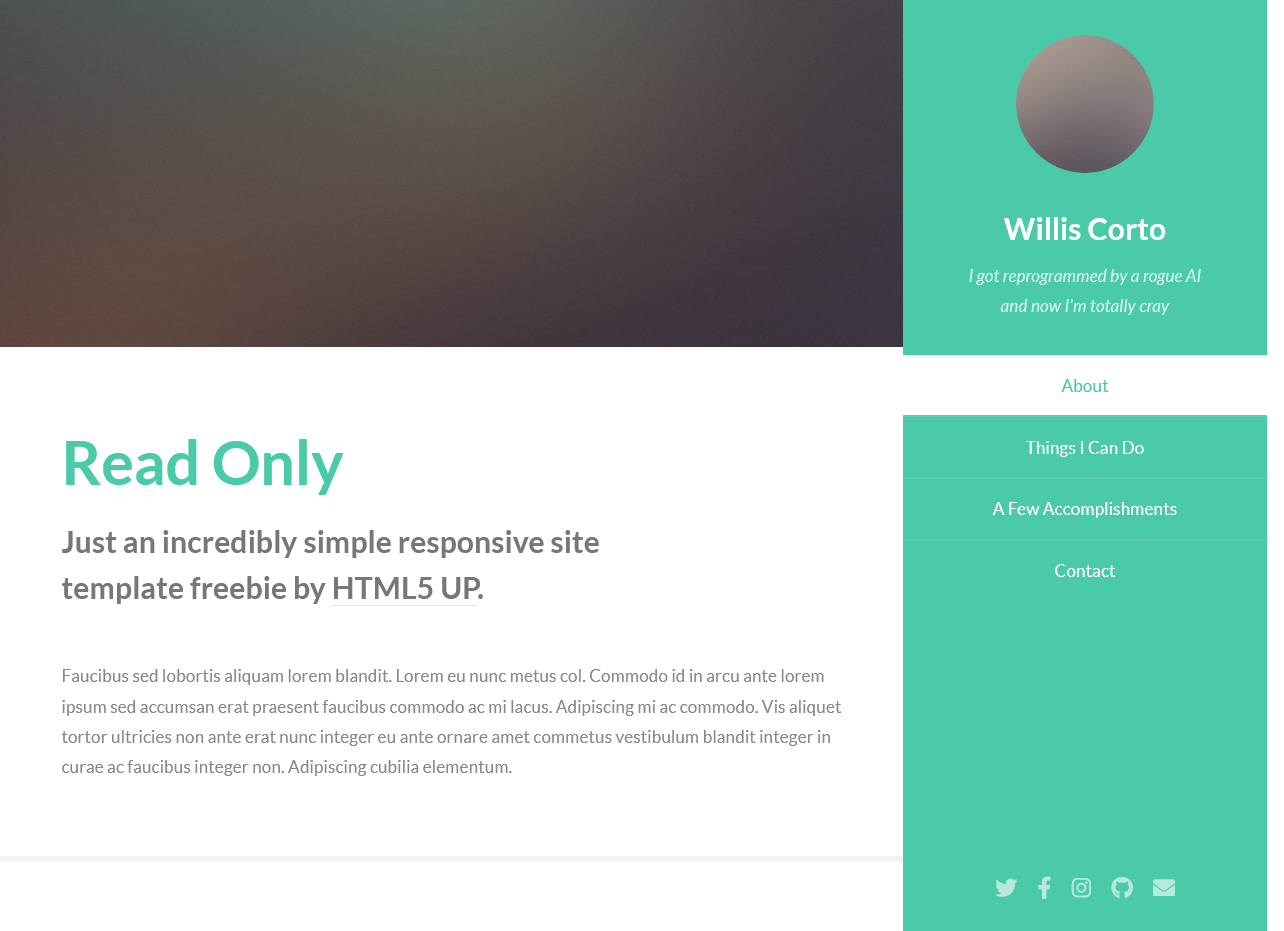 Read Only
Just an incredibly simple responsive site
template freebie by HTML5 UP.
Faucibus sed lobortis aliquam lorem blandit. Lorem eu nunc metus col. Commodo id in arcu ante lorem
ipsum sed accumsan erat praesent faucibus commodo ac mi lacus. Adipiscing mi ac commodo. Vis aliquet
tortor ultricies non ante erat nunc integer eu ante ornare amet commetus vestibulum blandit integer in
curae ac faucibus integer non. Adipiscing cubilia elementum.
Willis Corto
I got reprogrammed by a rogue AI
and now I'm totally cray
About
Things I Can Do
A Few Accomplishments
Contact